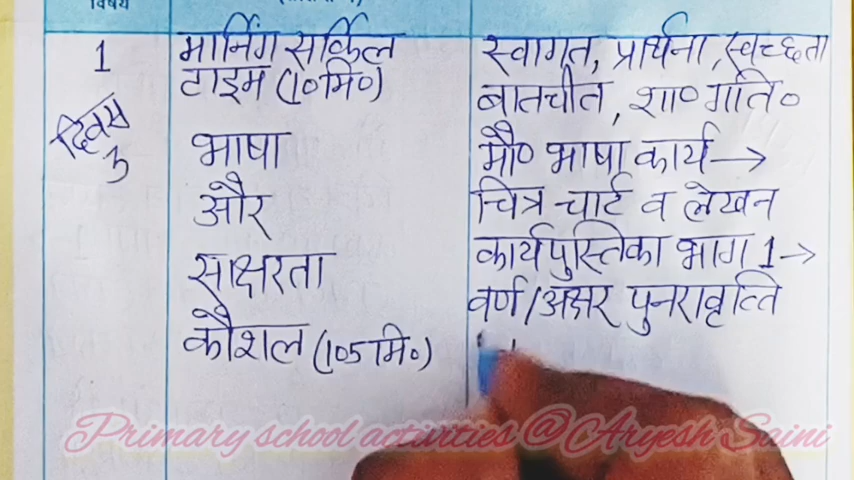 विषय
1
दिवस
3
मार्निंग सर्किल
टाइम (10मि०)
भाषा
और
साक्षरता
कौशल (105 मि०)
स्वागत, प्रार्थना, स्वच्छता
बातचीत, शा० गति०
मौ० भाषा कार्य→
चित्र चार्ट व लेखन
कार्यपुस्तिका भाग 1→
वर्ण/अक्षर पुनरावृत्ति
Primary school activities @Aryesh Saini